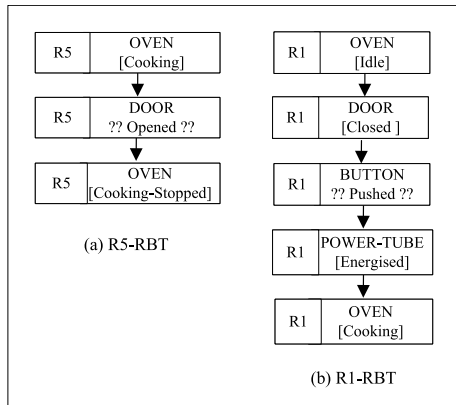 R5 OVEN
[Cooking]
R5 DOOR
?? Opened ??
R5 OVEN
[Cooking-Stopped]
(a) R5-RBT
R1 OVEN
[Idle]
R1 DOOR
[Closed ]
R1 BUTTON
?? Pushed ??
R1 POWER-TUBE
[Energised]
R1 OVEN
[Cooking]
(b) R1-RBT